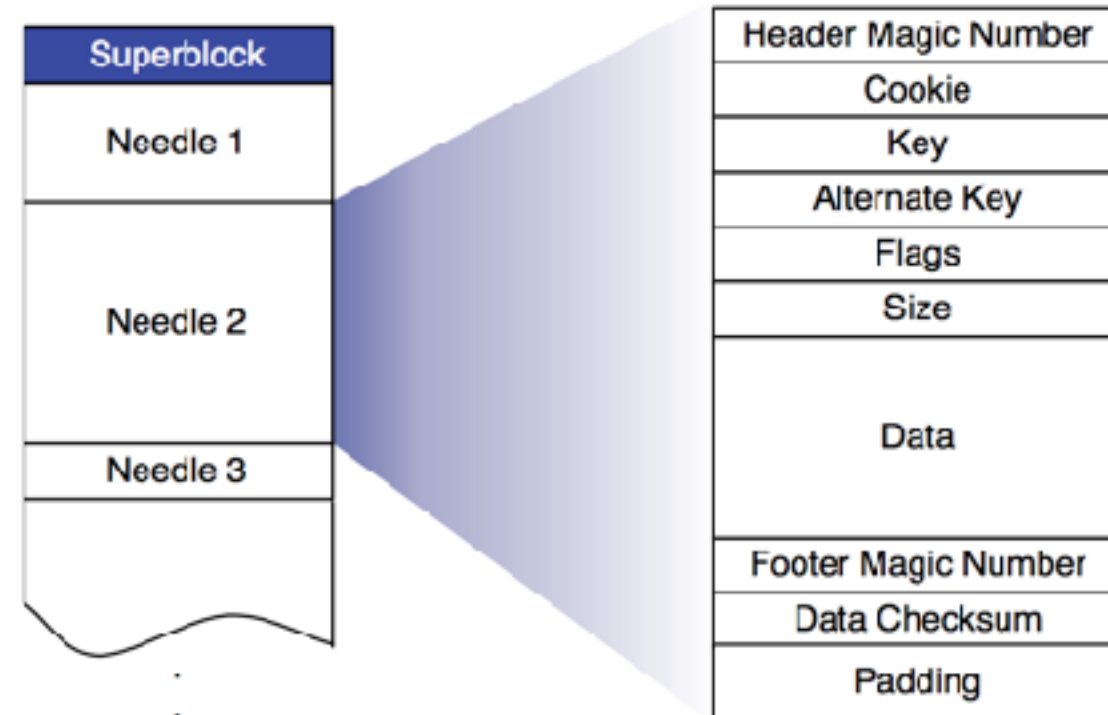 Superblock
Needle 1
Needle 2
Needle 3
Header Magic Number
Cookie
Key
Alternate Key
Flags
Size
Data
Footer Magic Number
Data Checksum
Padding